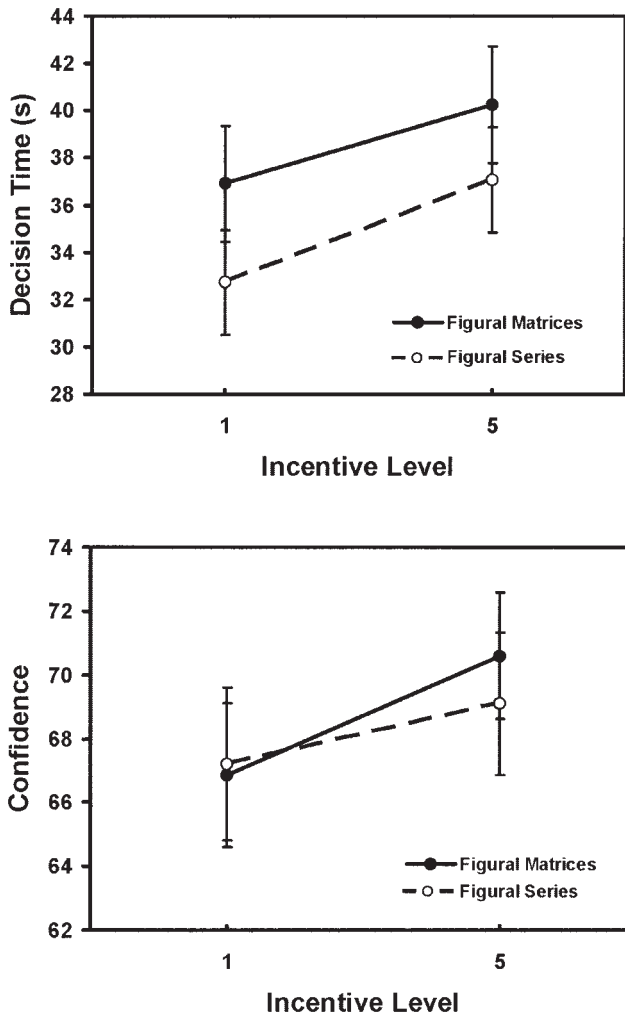 44
42
40
38
36
34
32
30
28
Decision Time (s)
Figural Matrices
Figural Series
1 5
Incentive Level
74
72
70
68
66
64
62
Confidence
Figural Matrices
Figural Series
1 5
Incentive Level